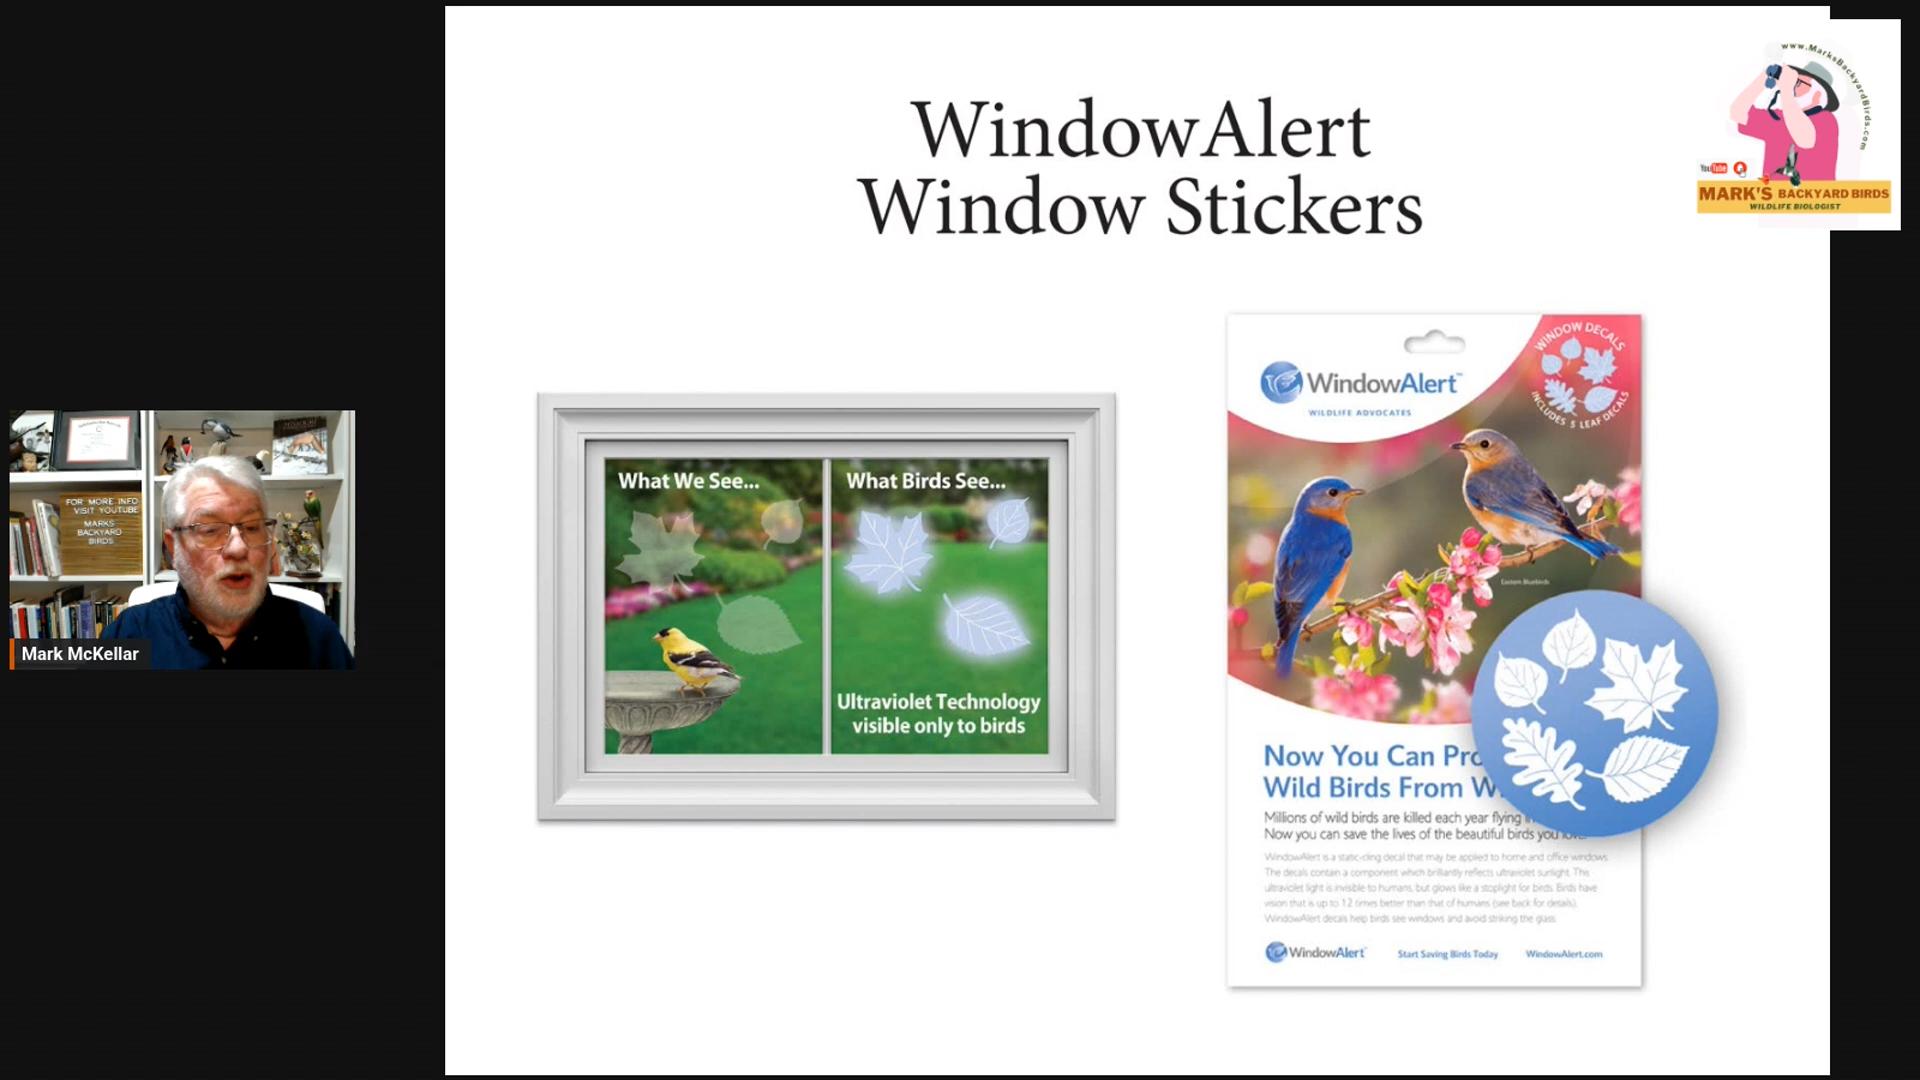 WindowAlert
Window Stickers
www.MarksBackyardBirds.com
YouTube
MARK'S BACKYARD BIRDS
WILDLIFE BIOLOGIST
FOR MORE INFO
VISIT YOUTUBE
MARKS
BACKYARD
BIRDS
Mark McKellar
What We See...
What Birds See...
Ultraviolet Technology
visible only to birds
WindowAlert™
WILDLIFE ADVOCATES
WINDOW DECALS
INCLUDES 5 LEAF DECALS
Eastern Bluebirds
Now You Can Pro
Wild Birds From W
Millions of wild birds are killed each year flying in
Now you can save the lives of the beautiful birds you love.
WindowAlert is a static-cling decal that may be applied to home and office windows.
The decals contain a component which brilliantly reflects ultraviolet sunlight. This
ultraviolet light is invisible to humans, but glows like a stoplight for birds. Birds have
vision that is up to 12 times better than that of humans (see back for details).
WindowAlert decals help birds see windows and avoid striking the glass.
WindowAlert™
Start Saving Birds Today
WindowAlert.com